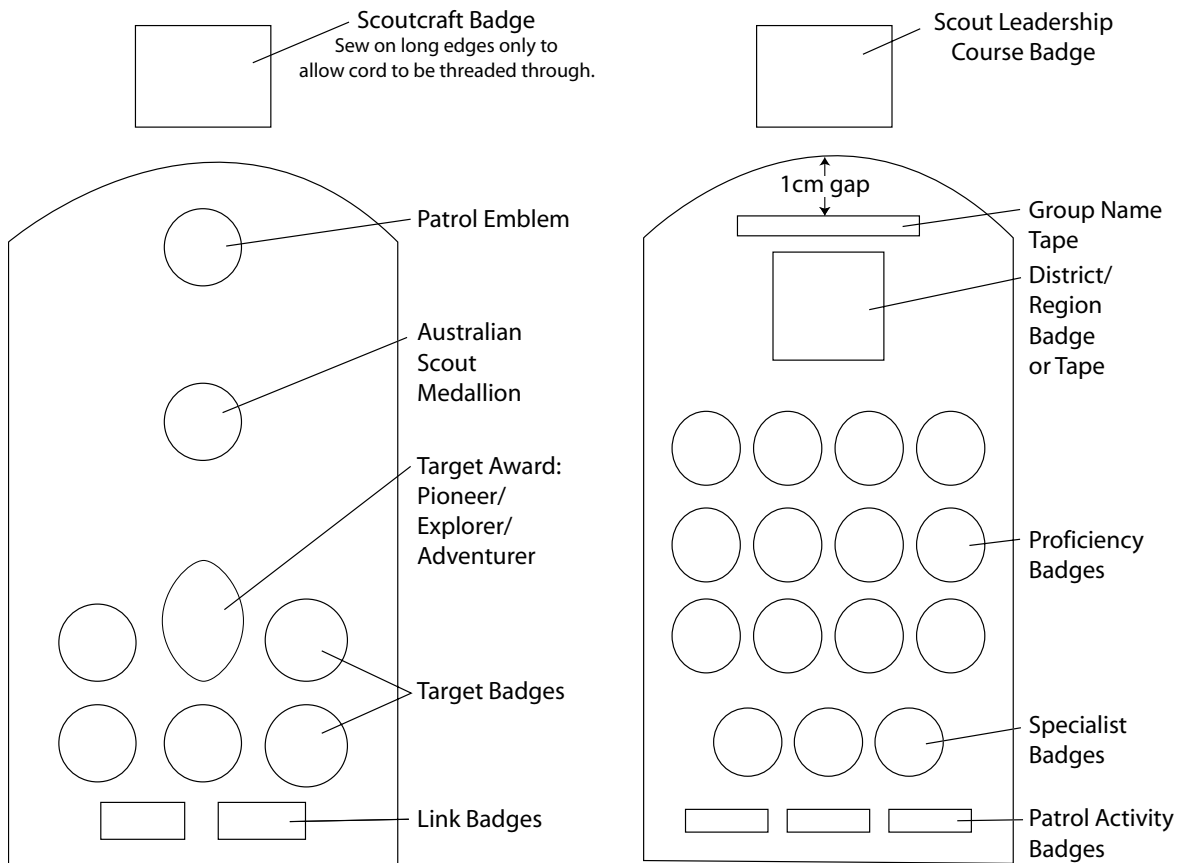 Scoutcraft Badge
Sew on long edges only to
allow cord to be threaded through.
Patrol Emblem
Australian
Scout
Medallion
Target Award:
Pioneer/
Explorer/
Adventurer
Target Badges
Link Badges
Scout Leadership
Course Badge
1cm gap
Group Name
Tape
District/
Region
Badge
or Tape
Proficiency
Badges
Specialist
Badges
Patrol Activity
Badges